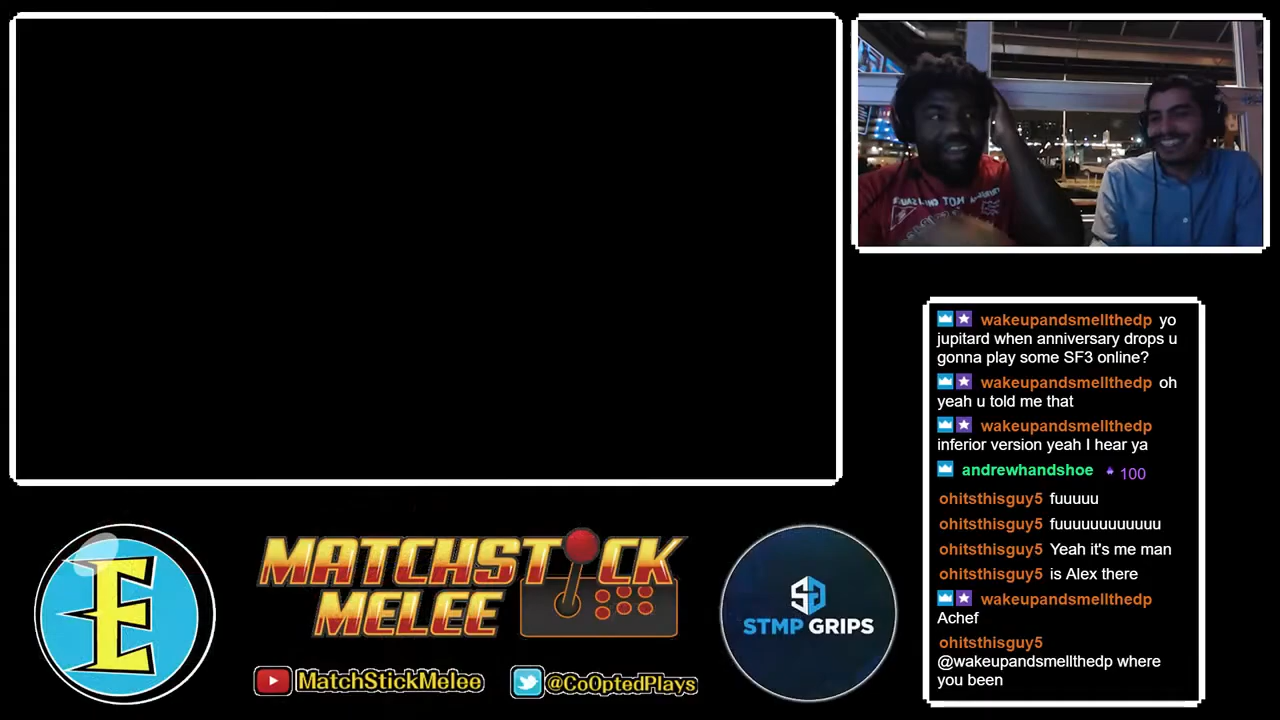 wakeupandsmellthedp yo
jupitard when anniversary drops u
gonna play some SF3 online?
wakeupandsmellthedp oh
yeah u told me that
wakeupandsmellthedp
inferior version yeah I hear ya
andrewhandshoe 100
ohitsthisguy5 fuuuuu
ohitsthisguy5 fuuuuuuuuuuuu
ohitsthisguy5 Yeah it's me man
ohitsthisguy5 is Alex there
wakeupandsmellthedp
Achef
ohitsthisguy5
@wakeupandsmellthedp where
you been
E
MATCHSTICK
MELEE
MatchStickMelee
@CoOptedPlays
SG
STMP GRIPS